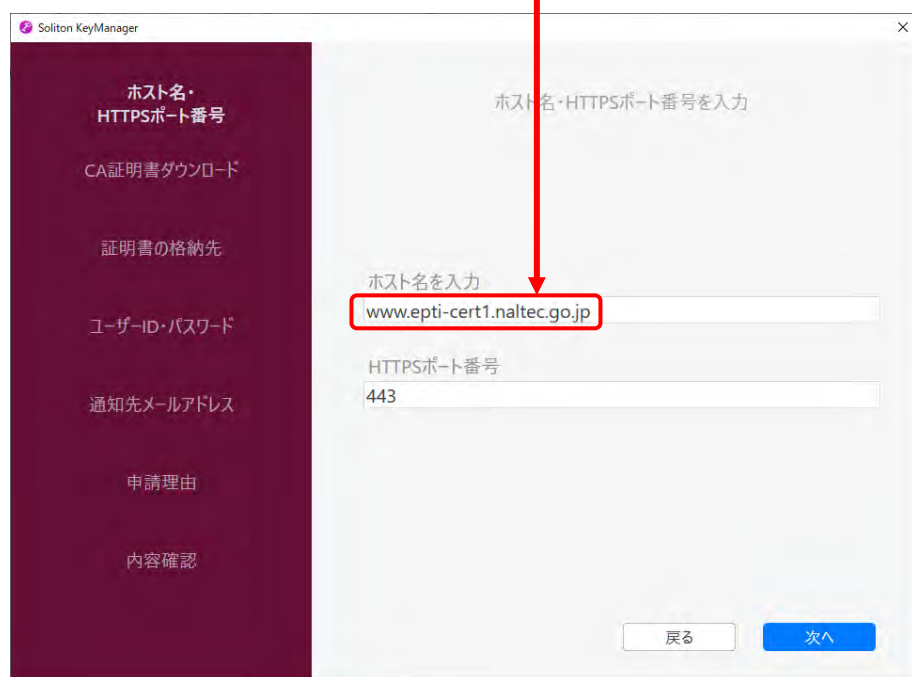 Soliton KeyManager
ホスト名・
HTTPSポート番号
CA証明書ダウンロード
証明書の格納先
ユーザーID・パスワード
通知先メールアドレス
申請理由
内容確認
ホスト名・HTTPSポート番号を入力
ホスト名を入力
www.epti-cert1.naltec.go.jp
HTTPSポート番号
443
戻る
次へ